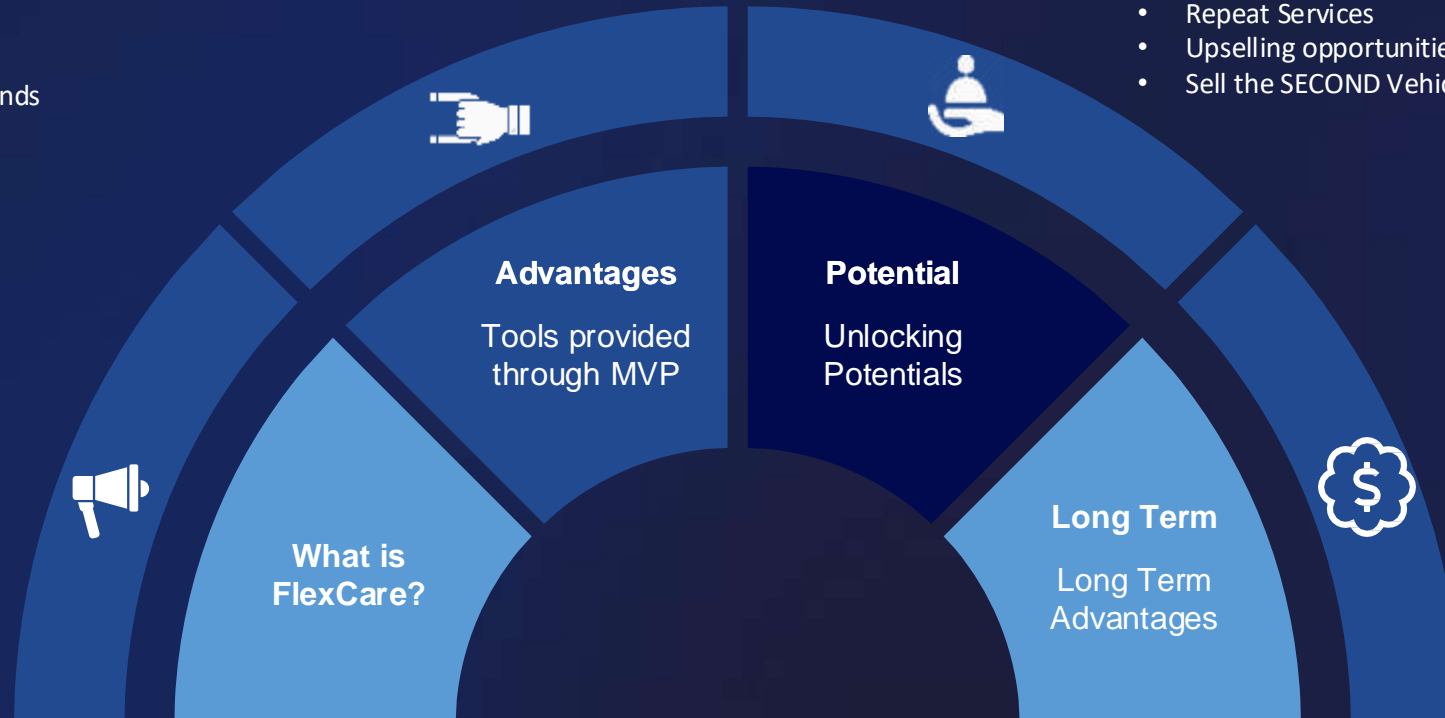 • Repeat Services
• Upselling opportunitie
• Sell the SECOND Vehic
nds
Advantages
Tools provided
through MVP
Potential
Unlocking
Potentials
What is
FlexCare?
Long Term
Long Term
Advantages
$